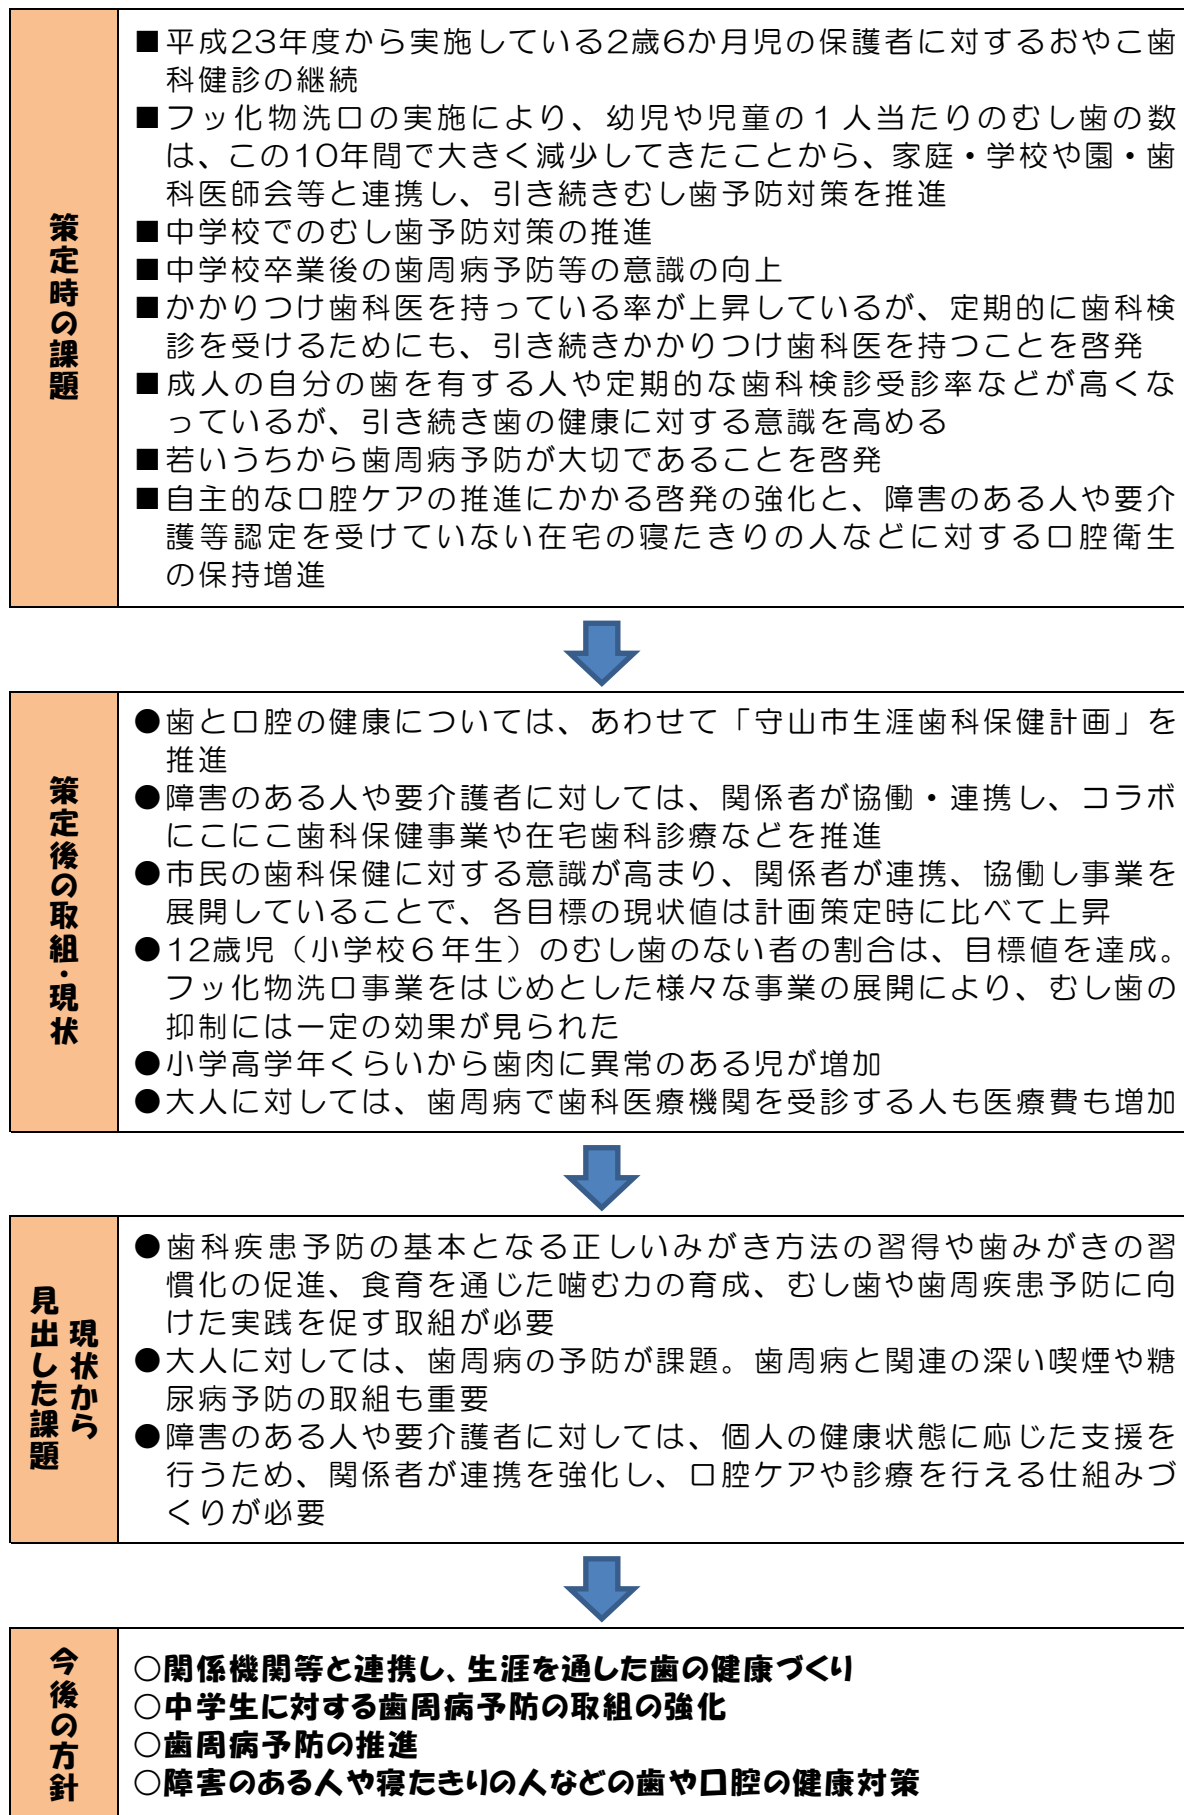 策定時の課題
■平成23年度から実施している2歳6か月児の保護者に対するおやこ歯
科健診の継続
■フッ化物洗口の実施により、幼児や児童の１人当たりのむし歯の数
は、この10年間で大きく減少してきたことから、家庭・学校や園・歯
科医師会等と連携し、引き続きむし歯予防対策を推進
■中学校でのむし歯予防対策の推進
■中学校卒業後の歯周病予防等の意識の向上
■かかりつけ歯科医を持っている率が上昇しているが、定期的に歯科検
診を受けるためにも、引き続きかかりつけ歯科医を持つことを啓発
■成人の自分の歯を有する人や定期的な歯科検診受診率などが高くな
っているが、引き続き歯の健康に対する意識を高める
■若いうちから歯周病予防が大切であることを啓発
■自主的な口腔ケアの推進にかかる啓発の強化と、障害のある人や要介
護等認定を受けていない在宅の寝たきりの人などに対する口腔衛生
の保持増進
策定後の取組・現状
●歯と口腔の健康については、あわせて「守山市生涯歯科保健計画」を
推進
●障害のある人や要介護者に対しては、関係者が協働・連携し、コラボ
にこにこ歯科保健事業や在宅歯科診療などを推進
●市民の歯科保健に対する意識が高まり、関係者が連携、協働し事業を
展開していることで、各目標の現状値は計画策定時に比べて上昇
●12歳児（小学校６年生）のむし歯のない者の割合は、目標値を達成。
フッ化物洗口事業をはじめとした様々な事業の展開により、むし歯の
抑制には一定の効果が見られた
●小学高学年くらいから歯肉に異常のある児が増加
●大人に対しては、歯周病で歯科医療機関を受診する人も医療費も増加
現状から
見出した課題
●歯科疾患予防の基本となる正しいみがき方法の習得や歯みがきの習
慣化の促進、食育を通じた噛む力の育成、むし歯や歯周疾患予防に向
けた実践を促す取組が必要
●大人に対しては、歯周病の予防が課題。歯周病と関連の深い喫煙や糖
尿病予防の取組も重要
●障害のある人や要介護者に対しては、個人の健康状態に応じた支援を
行うため、関係者が連携を強化し、口腔ケアや診療を行える仕組みづ
くりが必要
今後の方針
○関係機関等と連携し、生涯を通した歯の健康づくり
○中学生に対する歯周病予防の取組の強化
○歯周病予防の推進
○障害のある人や寝たきりの人などの歯や口腔の健康対策